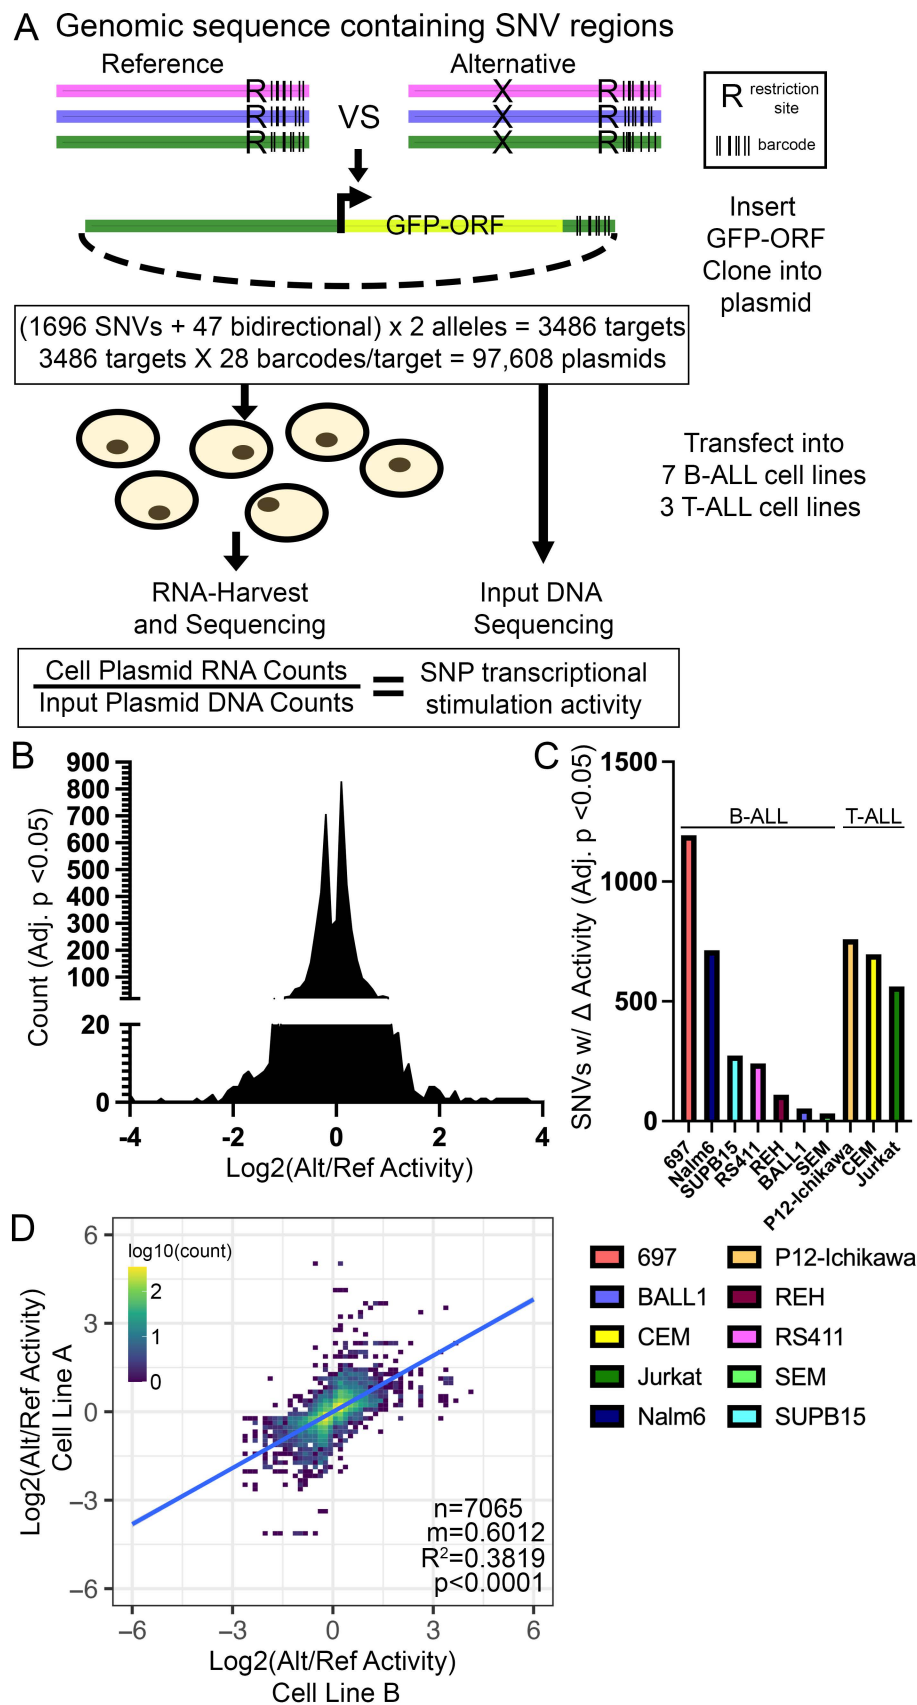 A Genomic sequence containing SNV regions
Reference
Alternative
R
X R
R
X R
R
X R
VS
R restriction
site
barcode
GFP-ORF
Insert
GFP-ORF
Clone into
plasmid
(1696 SNVs + 47 bidirectional) x 2 alleles = 3486 targets
3486 targets X 28 barcodes/target = 97,608 plasmids
Transfect into
7 B-ALL cell lines
3 T-ALL cell lines
RNA-Harvest
and Sequencing
Input DNA
Sequencing
Cell Plasmid RNA Counts
Input Plasmid DNA Counts
=
SNP transcriptional
stimulation activity
B
Count (Adj. p <0.05)
900
800
700
600
500
400
300
200
100
20
0
-4 -2 0 2 4
Log2(Alt/Ref Activity)
C
SNVs w/ Δ Activity (Adj. p <0.05)
1500
1000
500
0
B-ALL
T-ALL
697
Nalm6
SUPB15
RS411
REH
BALL1
SEM
P12-Ichikawa
CEM
Jurkat
D
Log2(Alt/Ref Activity)
Cell Line A
6
3
0
−3
−6
log10(count)
2
1
0
n=7065
m=0.6012
R²=0.3819
p<0.0001
−6 −3 0 3 6
Log2(Alt/Ref Activity)
Cell Line B
697
BALL1
CEM
Jurkat
Nalm6
P12-Ichikawa
REH
RS411
SEM
SUPB15